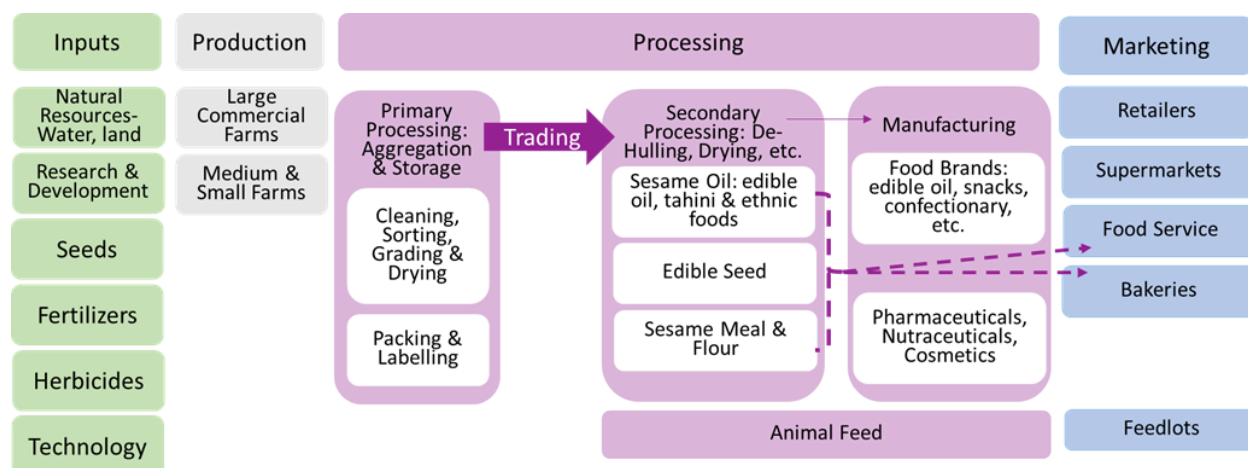 Inputs
Production
Processing
Marketing
Natural
Resources-
Water, land
Research &
Development
Seeds
Fertilizers
Herbicides
Technology
Large
Commercial
Farms
Medium &
Small Farms
Primary
Processing:
Aggregation
& Storage
Cleaning,
Sorting,
Grading &
Drying
Packing &
Labelling
Trading
Secondary
Processing: De-
Hulling, Drying, etc.
Sesame Oil: edible
oil, tahini & ethnic
foods
Edible Seed
Sesame Meal &
Flour
Manufacturing
Food Brands:
edible oil, snacks,
confectionary,
etc.
Pharmaceuticals,
Nutraceuticals,
Cosmetics
Animal Feed
Retailers
Supermarkets
Food Service
Bakeries
Feedlots